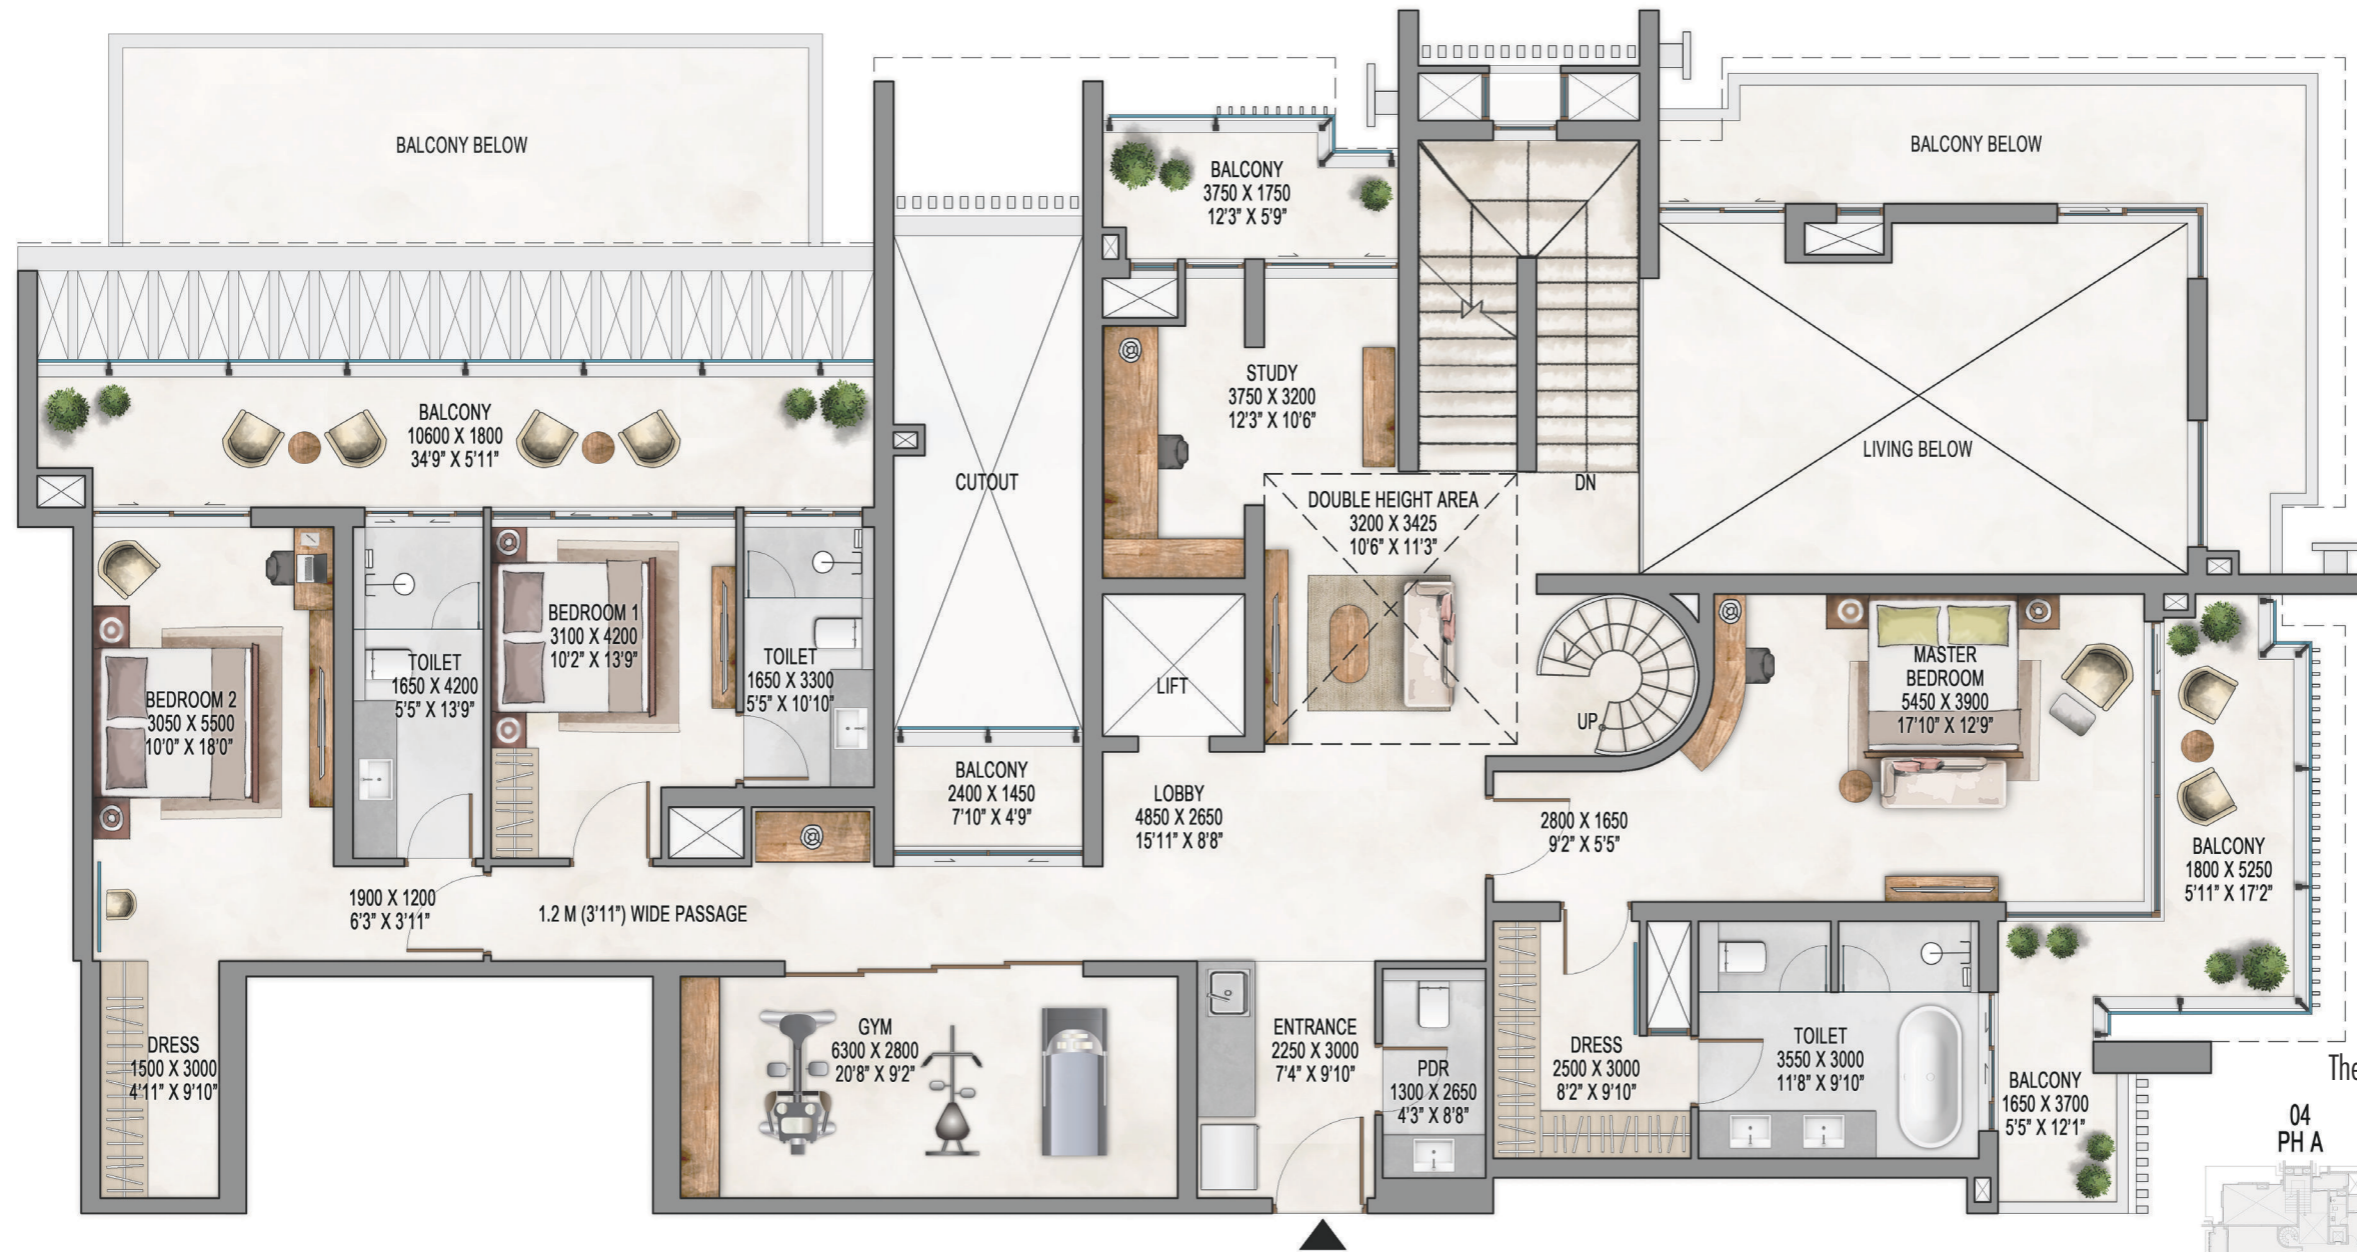 BALCONY BELOW
BALCONY
3750 X 1750
12'3" X 5'9"
BALCONY BELOW
STUDY
3750 X 3200
12'3" X 10'6"
BALCONY
10600 X 1800
34'9" X 5'11"
CUTOUT
LIVING BELOW
DN
DOUBLE HEIGHT AREA
3200 X 3425
10'6" X 11'3"
BEDROOM 1
3100 X 4200
10'2" X 13'9"
TOILET
1650 X 4200
5'5" X 13'9"
TOILET
1650 X 3300
5'5" X 10'10"
BEDROOM 2
3050 X 5500
10'0" X 18'0"
LIFT
UP
MASTER
BEDROOM
5450 X 3900
17'10" X 12'9"
BALCONY
2400 X 1450
7'10" X 4'9"
LOBBY
4850 X 2650
15'11" X 8'8"
2800 X 1650
9'2" X 5'5"
BALCONY
1800 X 5250
5'11" X 17'2"
1900 X 1200
6'3" X 3'11"
1.2 M (3'11") WIDE PASSAGE
DRESS
1500 X 3000
4'11" X 9'10"
GYM
6300 X 2800
20'8" X 9'2"
ENTRANCE
2250 X 3000
7'4" X 9'10"
PDR
1300 X 2650
4'3" X 8'8"
DRESS
2500 X 3000
8'2" X 9'10"
TOILET
3550 X 3000
11'8" X 9'10"
BALCONY
1650 X 3700
5'5" X 12'1"
The
04
PH A